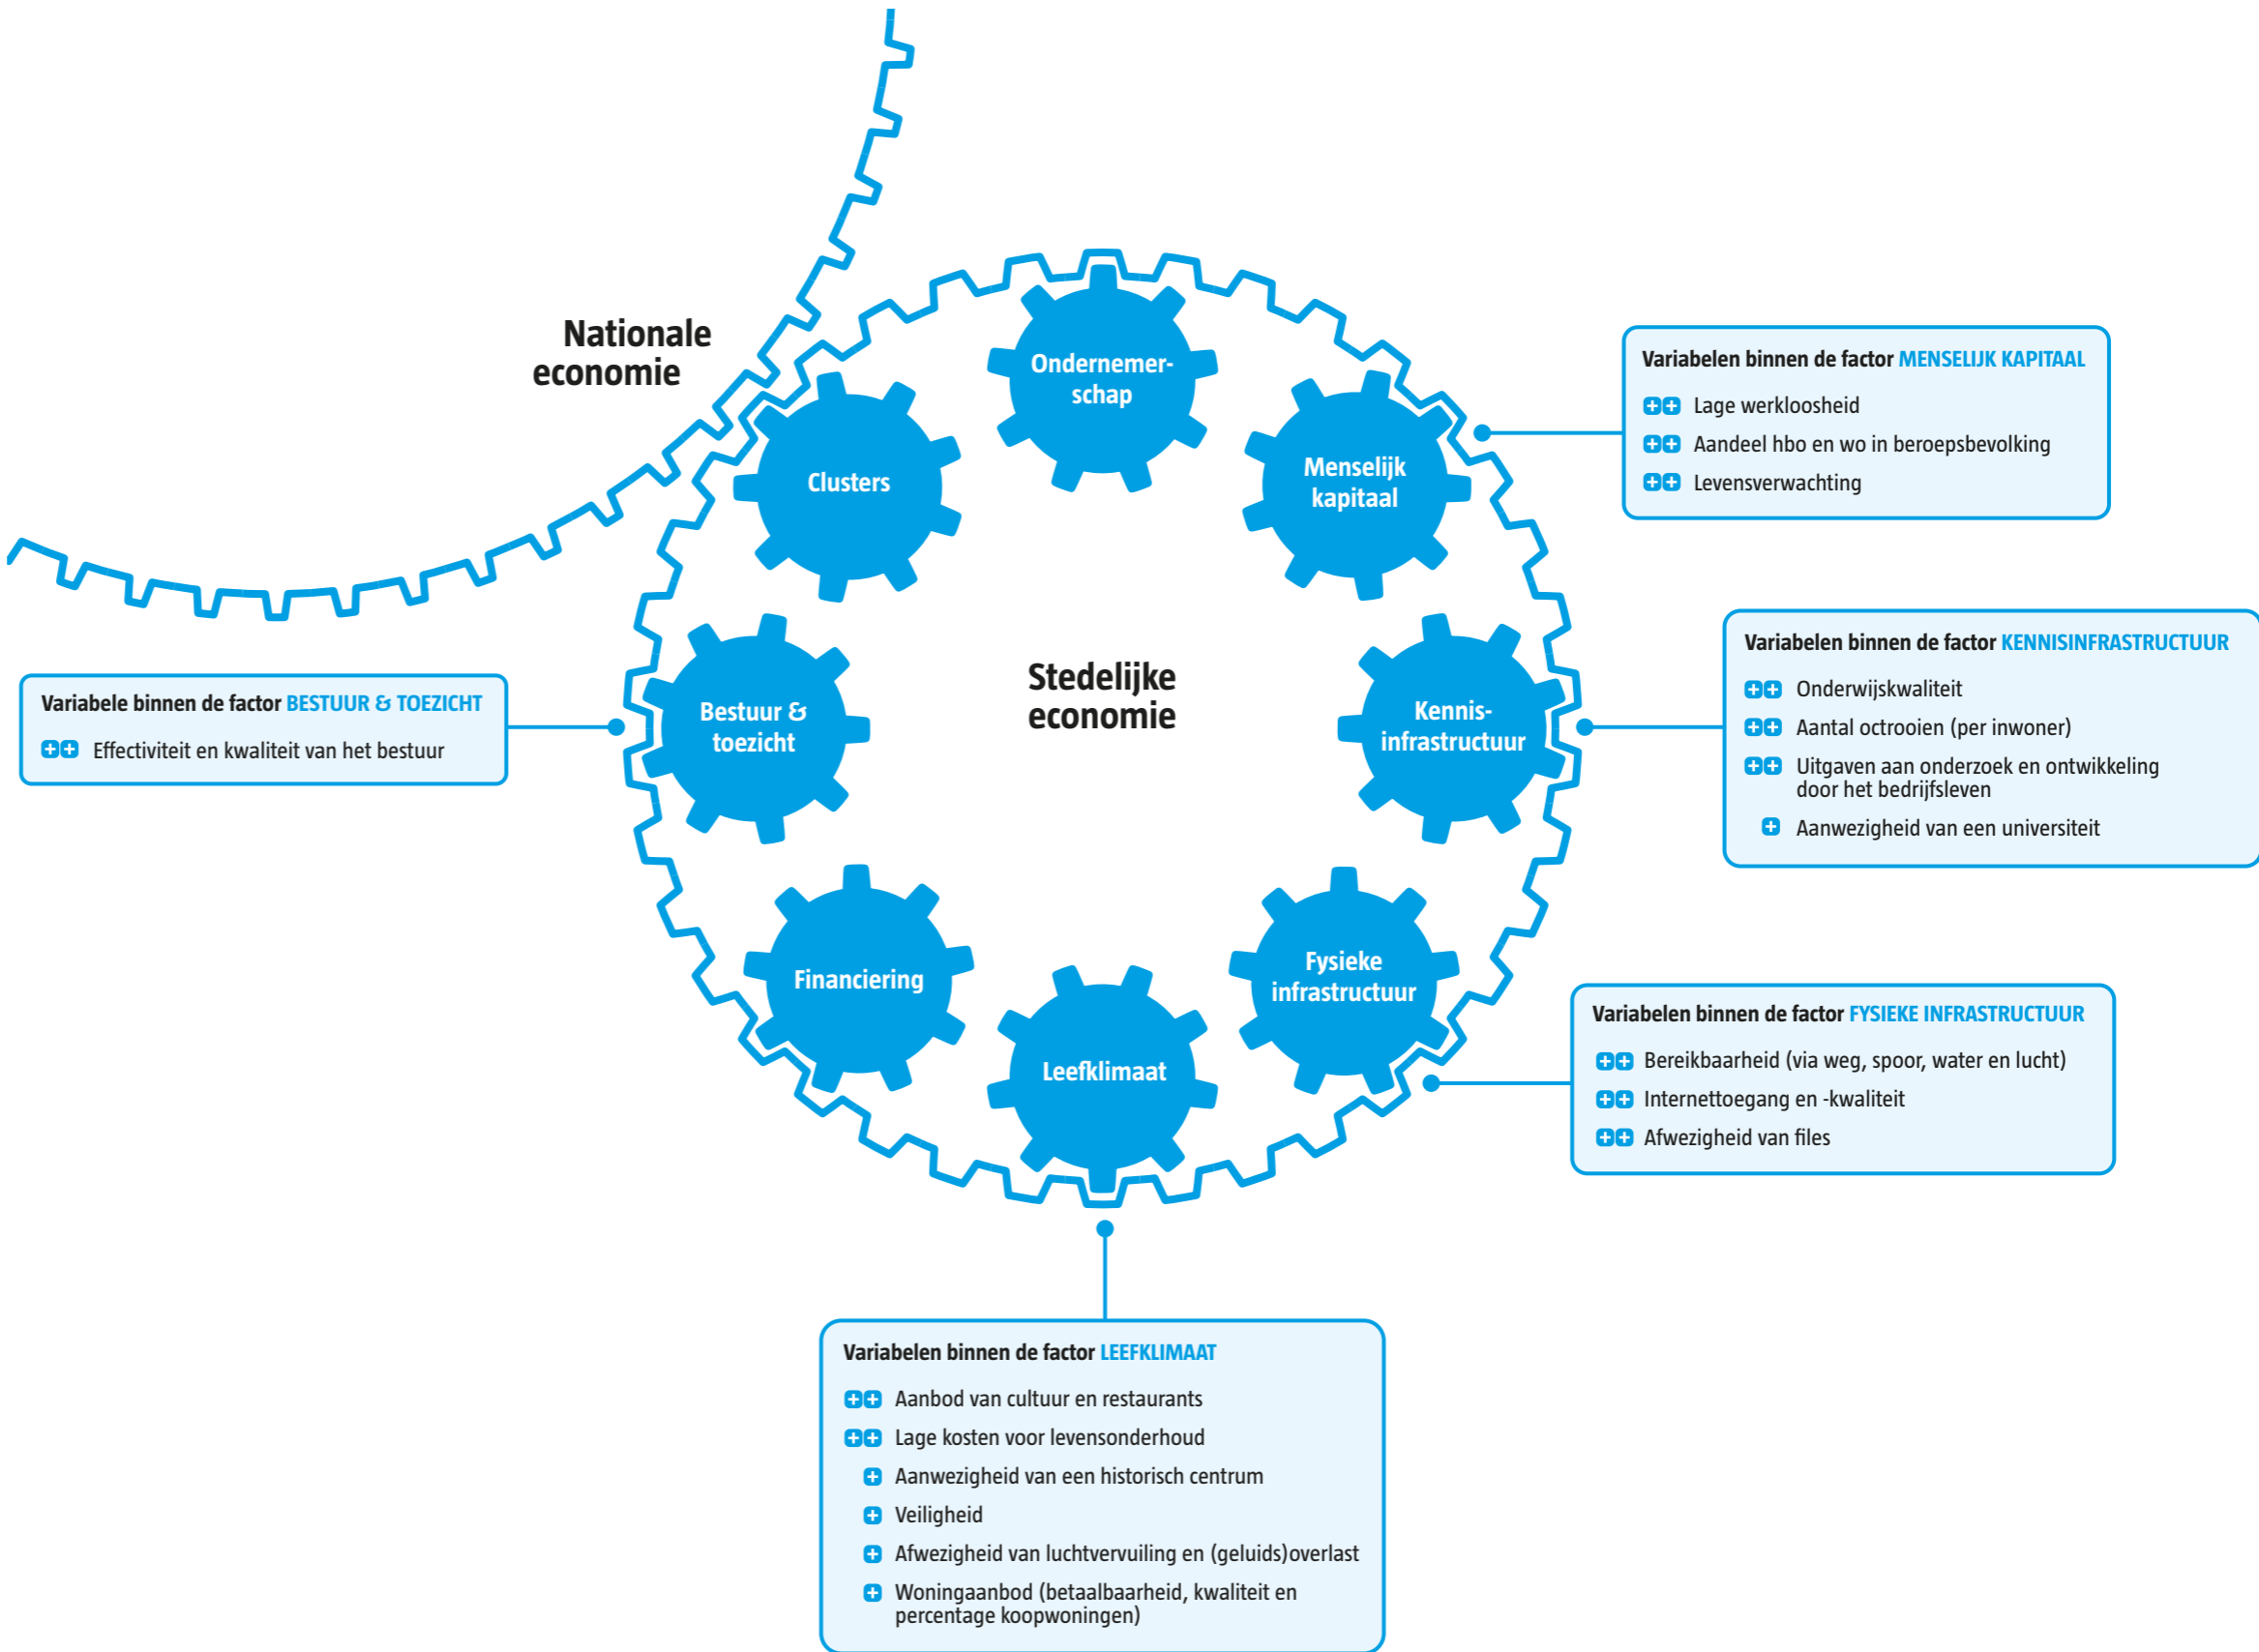 Nationale
economie
Ondernemer-
schap
Clusters
Menselijk
kapitaal
Stedelijke
economie
Bestuur &
toezicht
Kennis-
infrastructuur
Financiering
Fysieke
infrastructuur
Leefklimaat
Variabelen binnen de factor MENSELIJK KAPITAAL
++ Lage werkloosheid
++ Aandeel hbo en wo in beroepsbevolking
++ Levensverwachting
Variabelen binnen de factor KENNISINFRASTRUCTUUR
++ Onderwijskwaliteit
++ Aantal octrooien (per inwoner)
++ Uitgaven aan onderzoek en ontwikkeling
door het bedrijfsleven
+ Aanwezigheid van een universiteit
Variabele binnen de factor BESTUUR & TOEZICHT
++ Effectiviteit en kwaliteit van het bestuur
Variabelen binnen de factor FYSIEKE INFRASTRUCTUUR
++ Bereikbaarheid (via weg, spoor, water en lucht)
++ Internettoegang en -kwaliteit
++ Afwezigheid van files
Variabelen binnen de factor LEEFKLIMAAT
++ Aanbod van cultuur en restaurants
++ Lage kosten voor levensonderhoud
+ Aanwezigheid van een historisch centrum
+ Veiligheid
+ Afwezigheid van luchtvervuiling en (geluids)overlast
+ Woningaanbod (betaalbaarheid, kwaliteit en
percentage koopwoningen)